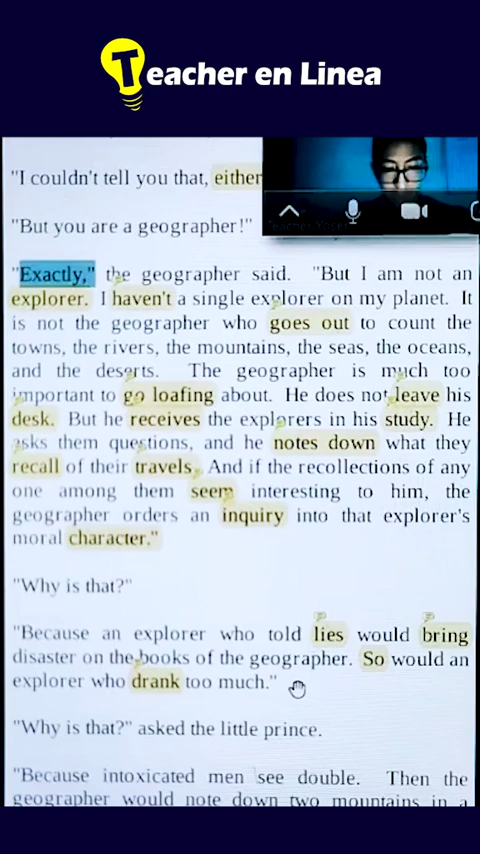 Teacher en Linea
"I couldn't tell you that, either
"But you are a geographer!"
"Exactly," the geographer said. "But I am not an
explorer. I haven't a single explorer on my planet. It
is not the geographer who goes out to count the
towns, the rivers, the mountains, the seas, the oceans,
and the deserts. The geographer is much too
important to go loafing about. He does not leave his
desk. But he receives the explorers in his study. He
asks them questions, and he notes down what they
recall of their travels. And if the recollections of any
one among them seem interesting to him, the
geographer orders an inquiry into that explorer's
moral character."
"Why is that?"
"Because an explorer who told lies would bring
disaster on the books of the geographer. So would an
explorer who drank too much."
"Why is that?" asked the little prince.
"Because intoxicated men see double. Then the
geographer would note down two mountains in a